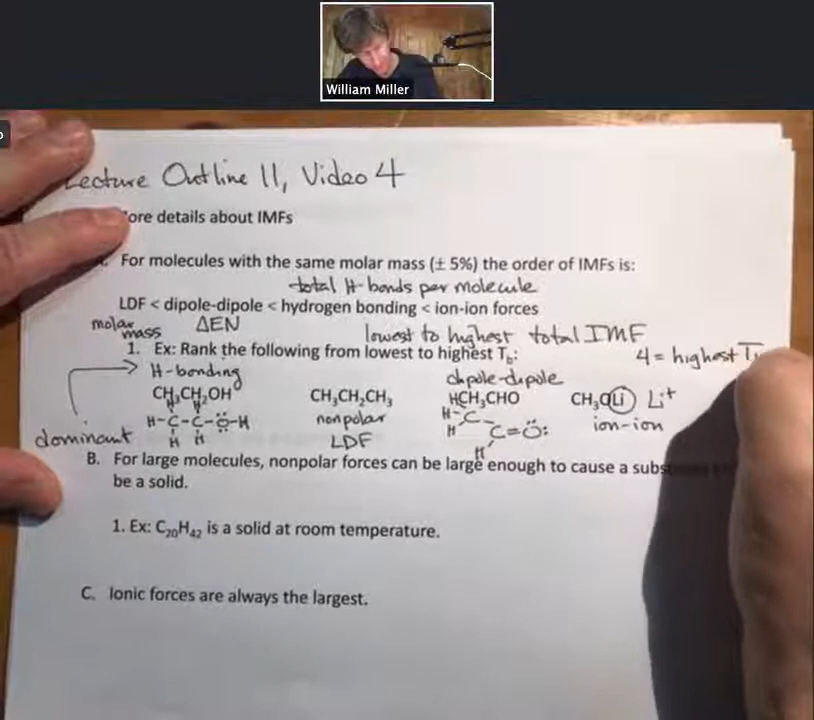 William Miller
Lecture Outline 11, Video 4
ore details about IMFs
For molecules with the same molar mass (± 5%) the order of IMFs is:
total H-bonds per molecule
LDF < dipole-dipole < hydrogen bonding < ion-ion forces
molar mass ΔEN lowest to highest total IMF
1. Ex: Rank the following from lowest to highest Tb: 4 = highest T
H-bonding dipole-dipole
CH₃CH₂OH CH₃CH₂CH₃ CH₃CHO CH₃OLi Li⁺
H-C-C-Ö-H nonpolar H-C C=Ö: ion-ion
dominant H H LDF H
B. For large molecules, nonpolar forces can be large enough to cause a subs
be a solid.
1. Ex: C₂₀H₄₂ is a solid at room temperature.
C. Ionic forces are always the largest.